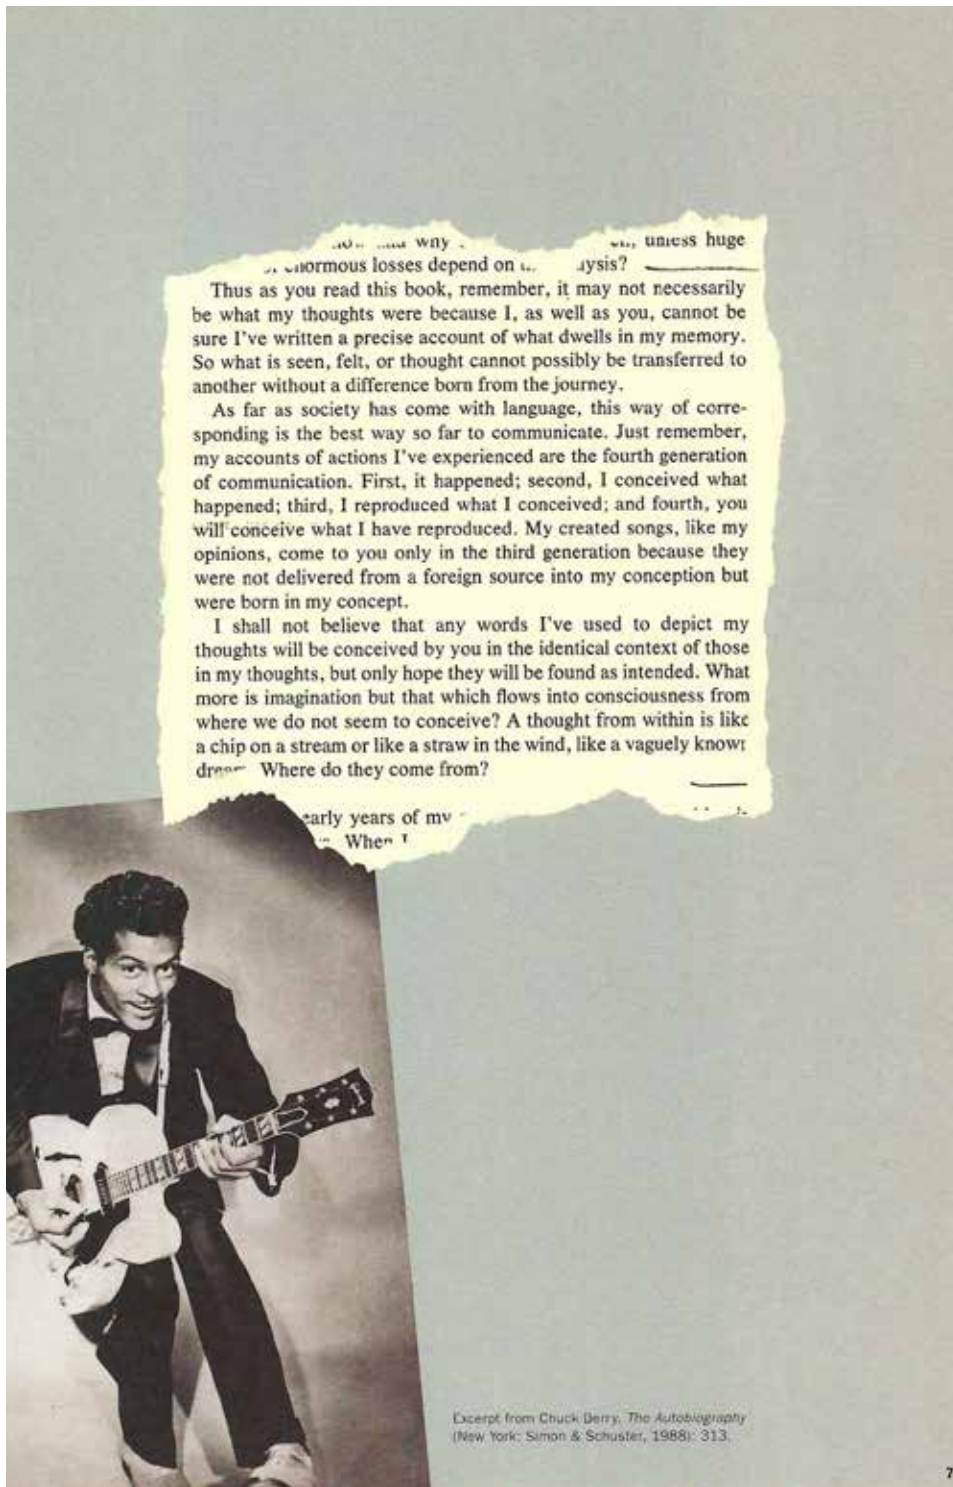 why unless huge
enormous losses depend on
Thus as you read this book, remember, it may not necessarily
be what my thoughts were because I, as well as you, cannot be
sure I've written a precise account of what dwells in my memory.
So what is seen, felt, or thought cannot possibly be transferred to
another without a difference born from the journey.
As far as society has come with language, this way of corre-
sponding is the best way so far to communicate. Just remember,
my accounts of actions I've experienced are the fourth generation
of communication. First, it happened; second, I conceived what
happened; third, I reproduced what I conceived; and fourth, you
will conceive what I have reproduced. My created songs, like my
opinions, come to you only in the third generation because they
were not delivered from a foreign source into my conception but
were born in my concept.
I shall not believe that any words I've used to depict my
thoughts will be conceived by you in the identical context of those
in my thoughts, but only hope they will be found as intended. What
more is imagination but that which flows into consciousness from
where we do not seem to conceive? A thought from within is like
a chip on a stream or like a straw in the wind, like a vaguely known
Where do they come from?
early years of my
When I
Excerpt from Chuck Berry, The Autobiography
(New York: Simon & Schuster, 1988): 313.
7